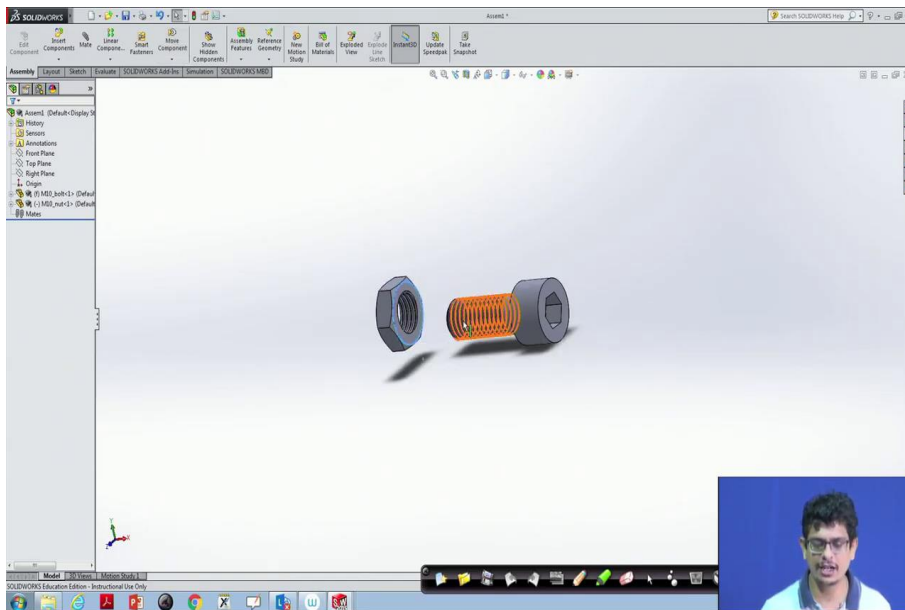 SOLIDWORKS
Assem1 *
Search SOLIDWORKS Help
Edit Component
Insert Components
Mate
Linear Compone...
Smart Fasteners
Move Component
Show Hidden Components
Assembly Features
Reference Geometry
New Motion Study
Bill of Materials
Exploded View
Explode Line Sketch
Instant3D
Update Speedpak
Take Snapshot
Assembly Layout Sketch Evaluate SOLIDWORKS Add-Ins Simulation SOLIDWORKS MBD
Assem1 (Default<Display St
History
Sensors
Annotations
Front Plane
Top Plane
Right Plane
Origin
(f) M10_bolt<1> (Defaul
(-) M10_nut<1> (Default
Mates
Y
X
Z
Model 3D Views Motion Study 1
SOLIDWORKS Education Edition - Instructional Use Only